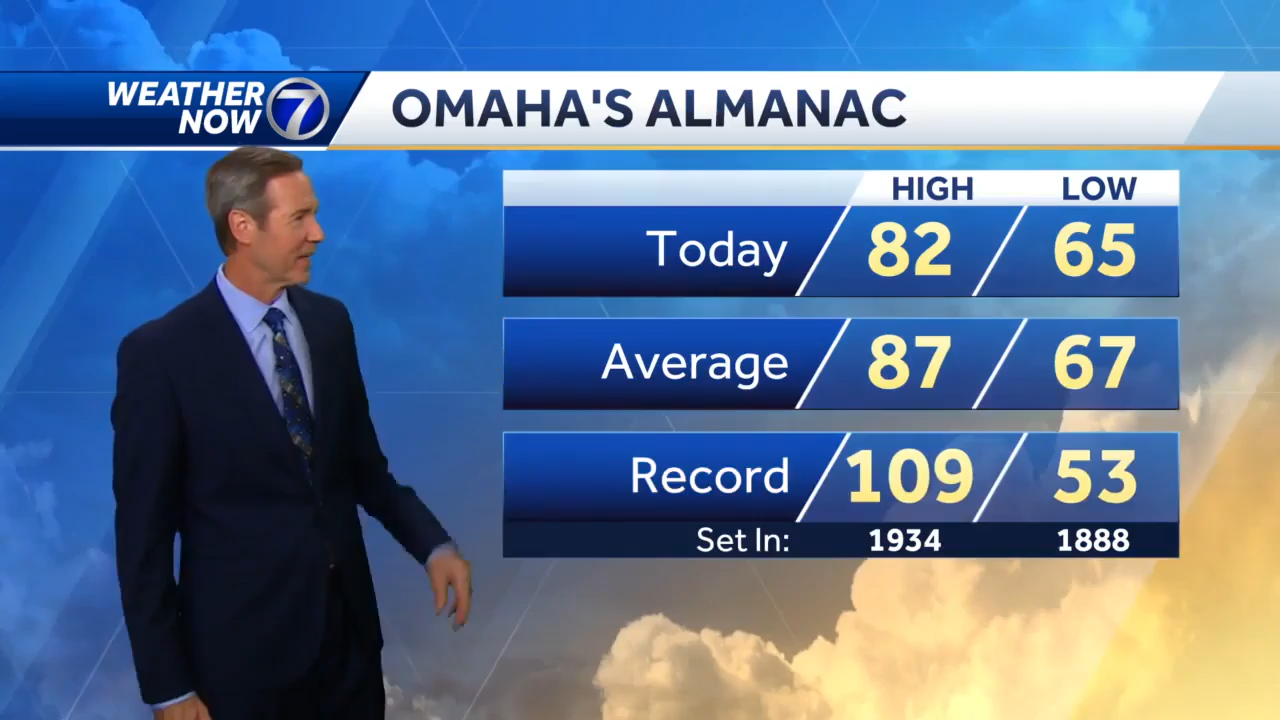 WEATHER
NOW 7
OMAHA'S ALMANAC
HIGH LOW
Today 82 65
Average 87 67
Record 109 53
Set In: 1934 1888